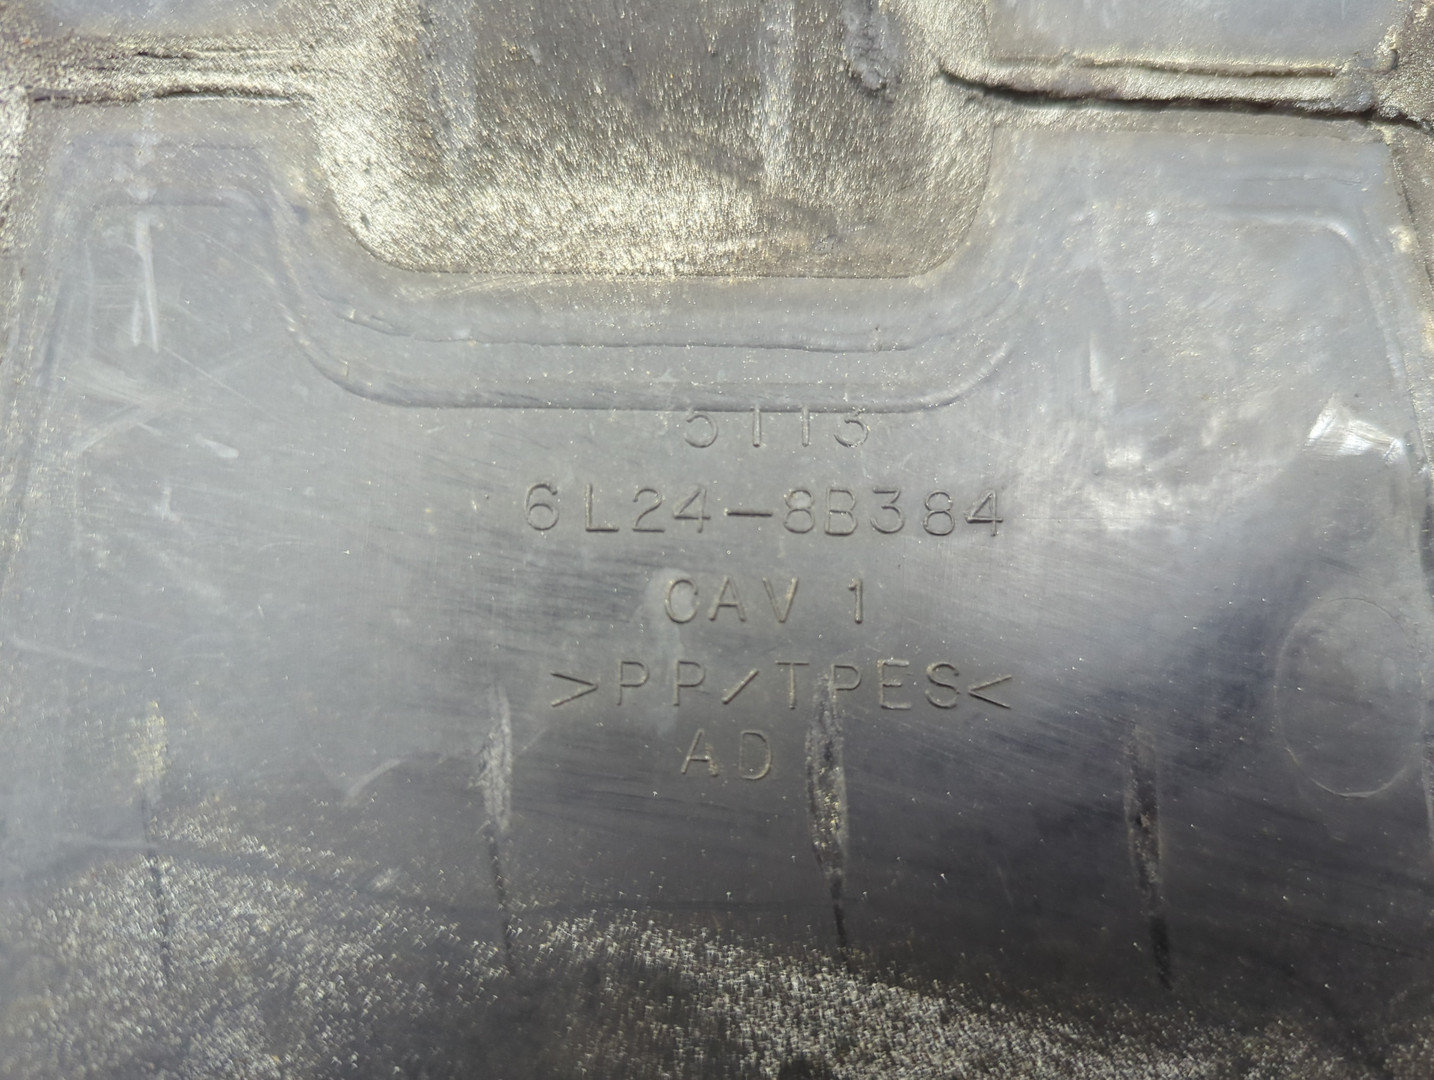 5113
6L24-8B384
CAV 1
>PP/TPES<
AD